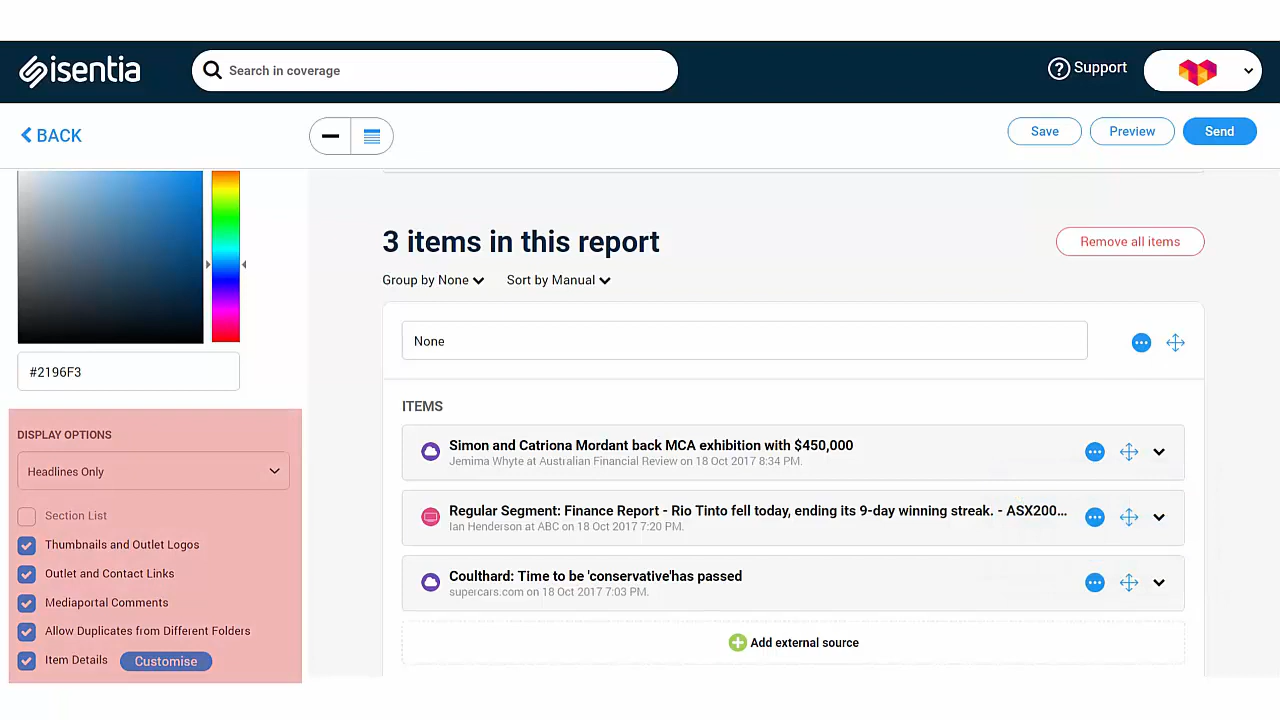 isentia
Search in coverage
Support
BACK
Save
Preview
Send
#2196F3
DISPLAY OPTIONS
Headlines Only
Section List
Thumbnails and Outlet Logos
Outlet and Contact Links
Mediaportal Comments
Allow Duplicates from Different Folders
Item Details
Customise
3 items in this report
Remove all items
Group by None
Sort by Manual
None
ITEMS
Simon and Catriona Mordant back MCA exhibition with $450,000
Jemima Whyte at Australian Financial Review on 18 Oct 2017 8:34 PM.
Regular Segment: Finance Report - Rio Tinto fell today, ending its 9-day winning streak. - ASX200...
Ian Henderson at ABC on 18 Oct 2017 7:20 PM.
Coulthard: Time to be 'conservative'has passed
supercars.com on 18 Oct 2017 7:03 PM.
Add external source